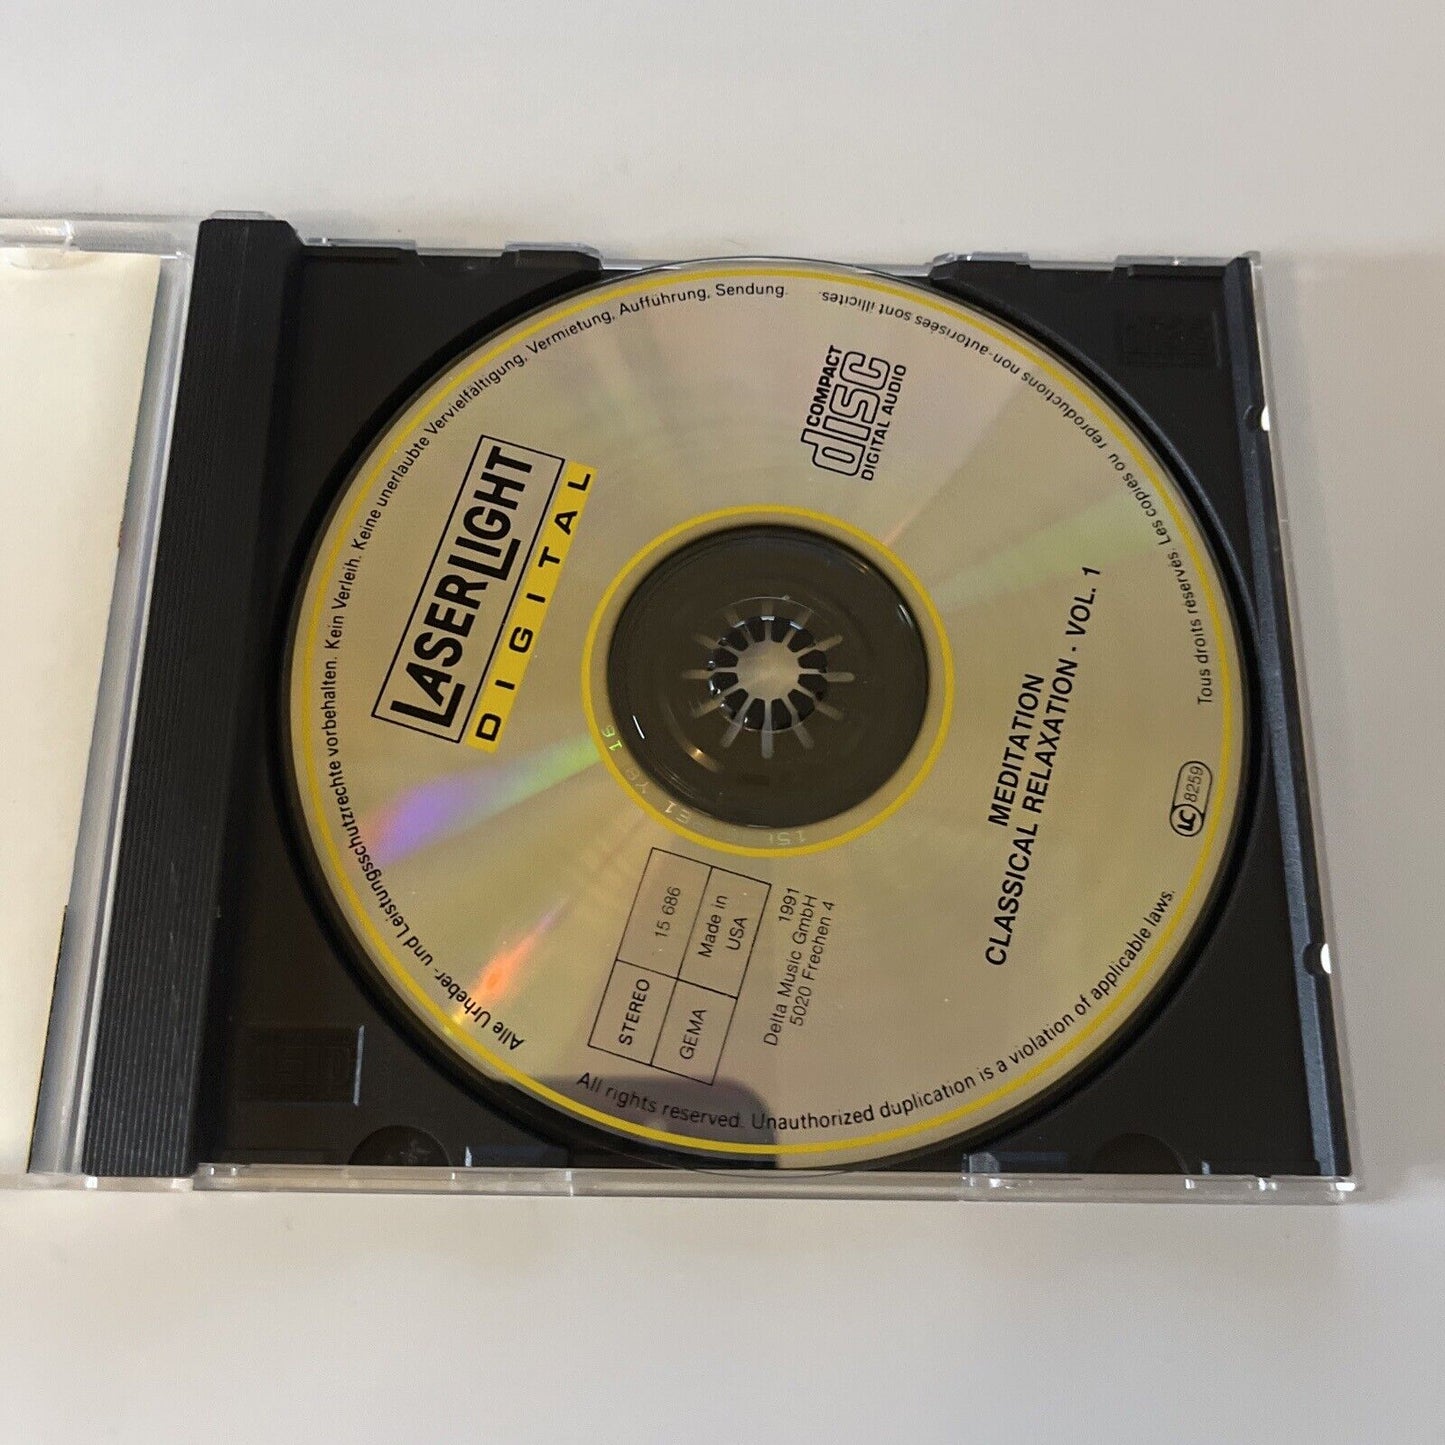 LASERLIGHT
DIGITAL
COMPACT
disc
DIGITAL AUDIO
MEDITATION
CLASSICAL RELAXATION · VOL. 1
LC 8259
STEREO
15 686
GEMA
Made in
USA
1991
Delta Music GmbH
5020 Frechen 4
Alle Urheber- und Leistungsschutzrechte vorbehalten. Kein Verleih. Keine unerlaubte Vervielfältigung, Vermietung, Aufführung, Sendung.
All rights reserved. Unauthorized duplication is a violation of applicable laws.
Tous droits réservés. Les copies ou reproductions non-autorisées sont illicites.